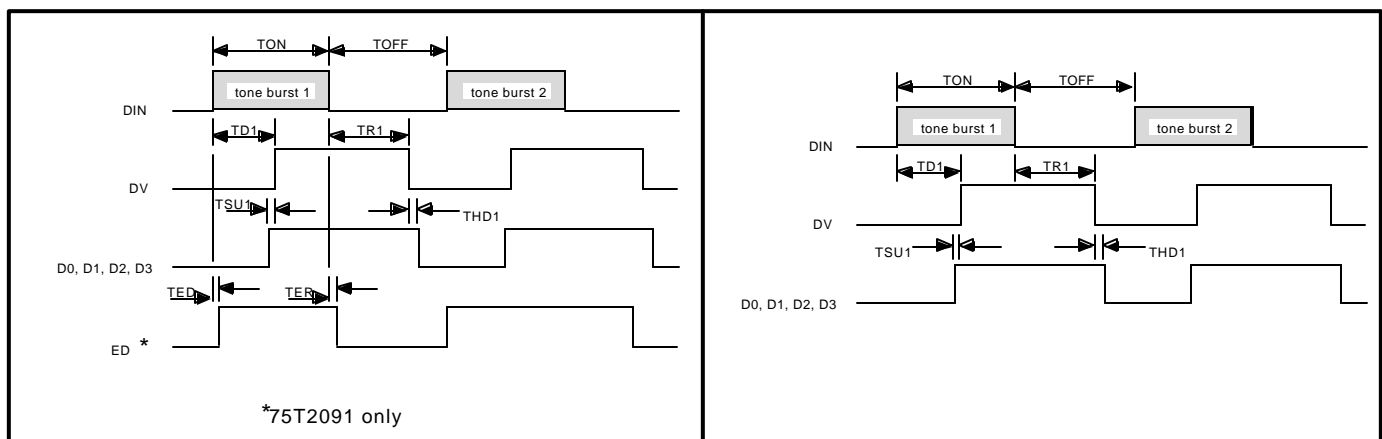 TON TOFF
tone burst 1 tone burst 2
DIN
TD1 TR1
DV
TSU1 THD1
D0, D1, D2, D3
TED TER
ED *
*75T2091 only
TON TOFF
tone burst 1 tone burst 2
DIN
TD1 TR1
DV
TSU1 THD1
D0, D1, D2, D3